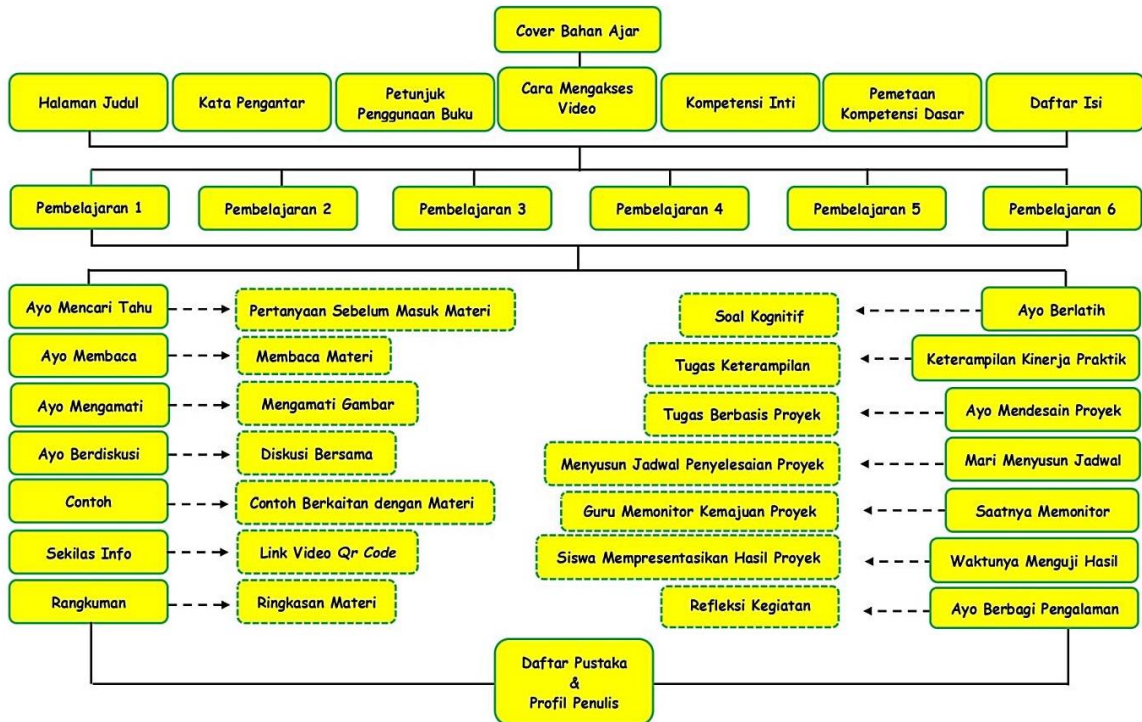 Cover Bahan Ajar
Halaman Judul
Kata Pengantar
Petunjuk
Penggunaan Buku
Cara Mengakses
Video
Kompetensi Inti
Pemetaan
Kompetensi Dasar
Daftar Isi
Pembelajaran 1
Pembelajaran 2
Pembelajaran 3
Pembelajaran 4
Pembelajaran 5
Pembelajaran 6
Ayo Mencari Tahu
Pertanyaan Sebelum Masuk Materi
Ayo Membaca
Membaca Materi
Ayo Mengamati
Mengamati Gambar
Ayo Berdiskusi
Diskusi Bersama
Contoh
Contoh Berkaitan dengan Materi
Sekilas Info
Link Video Qr Code
Rangkuman
Ringkasan Materi
Soal Kognitif
Ayo Berlatih
Tugas Keterampilan
Keterampilan Kinerja Praktik
Tugas Berbasis Proyek
Ayo Mendesain Proyek
Menyusun Jadwal Penyelesaian Proyek
Mari Menyusun Jadwal
Guru Memonitor Kemajuan Proyek
Saatnya Memonitor
Siswa Mempresentasikan Hasil Proyek
Waktunya Menguji Hasil
Refleksi Kegiatan
Ayo Berbagi Pengalaman
Daftar Pustaka
&
Profil Penulis